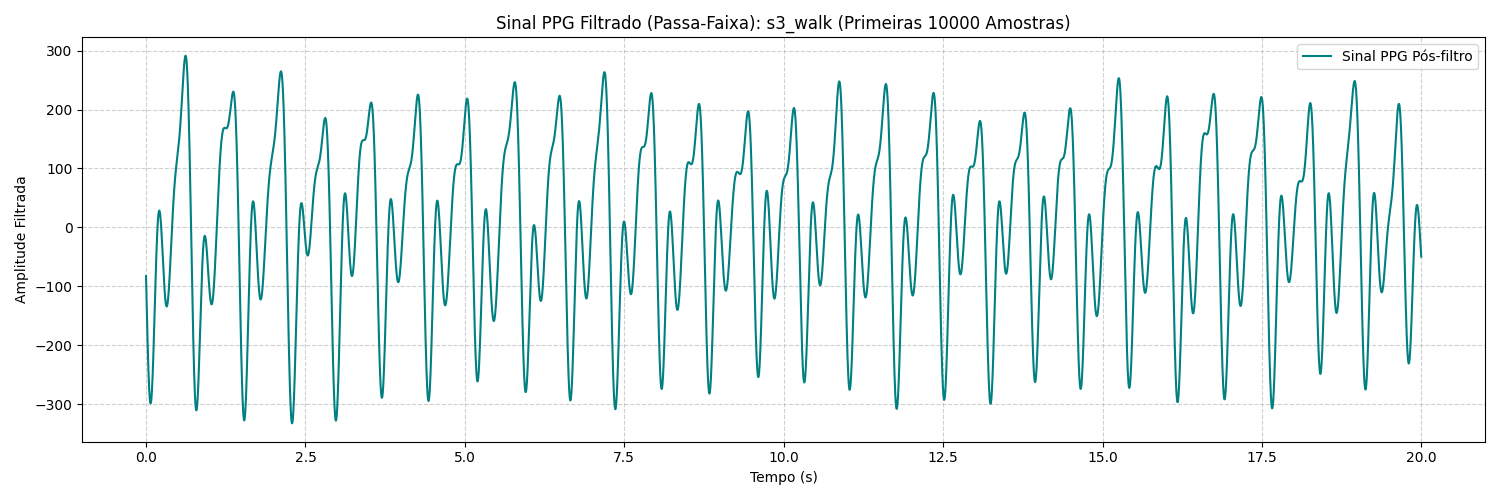 Sinal PPG Filtrado (Passa-Faixa): s3_walk (Primeiras 10000 Amostras)
Sinal PPG Pós-filtro
Amplitude Filtrada
300
200
100
0
−100
−200
−300
0.0 2.5 5.0 7.5 10.0 12.5 15.0 17.5 20.0
Tempo (s)